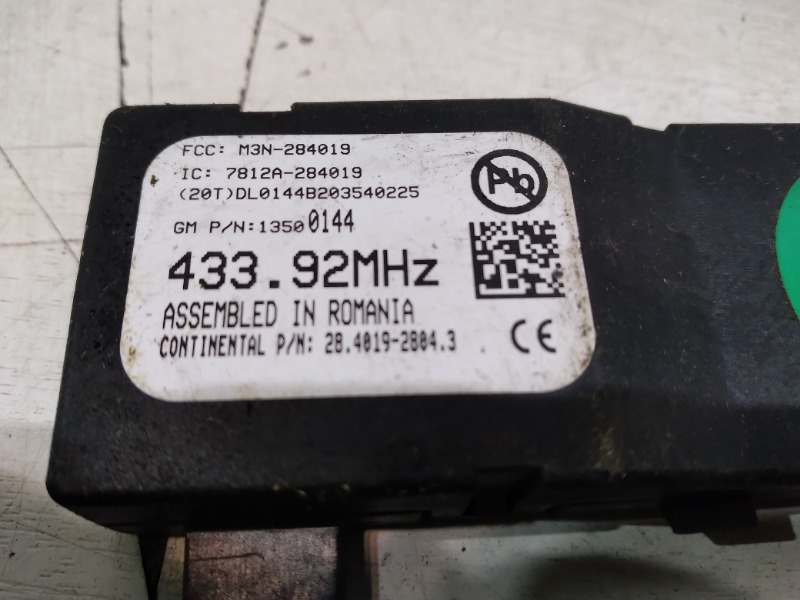 FCC: M3N-284019
IC: 7812A-284019
(20T)DL0144B203540225
GM P/N:13500144
433.92MHz
ASSEMBLED IN ROMANIA
CONTINENTAL P/N: 28.4019-2804.3
Pb
CE